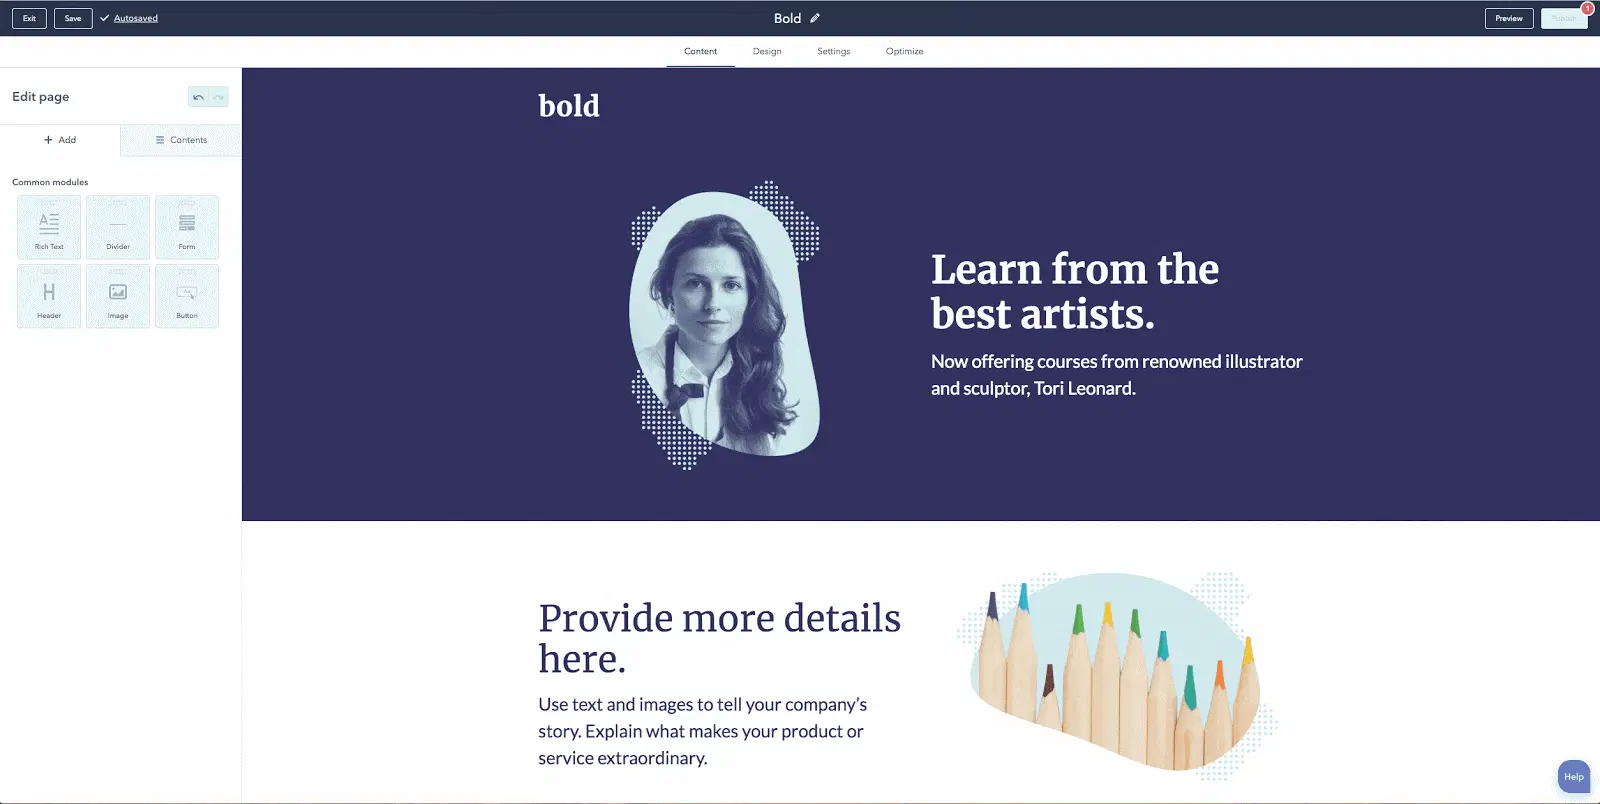 Exit
Save
Autosaved
Bold
Preview
Publish
1
Content
Design
Settings
Optimize
Edit page
Add
Contents
Common modules
Rich Text
Divider
Form
Header
Image
Button
bold
Learn from the
best artists.
Now offering courses from renowned illustrator
and sculptor, Tori Leonard.
Provide more details
here.
Use text and images to tell your company’s
story. Explain what makes your product or
service extraordinary.
Help